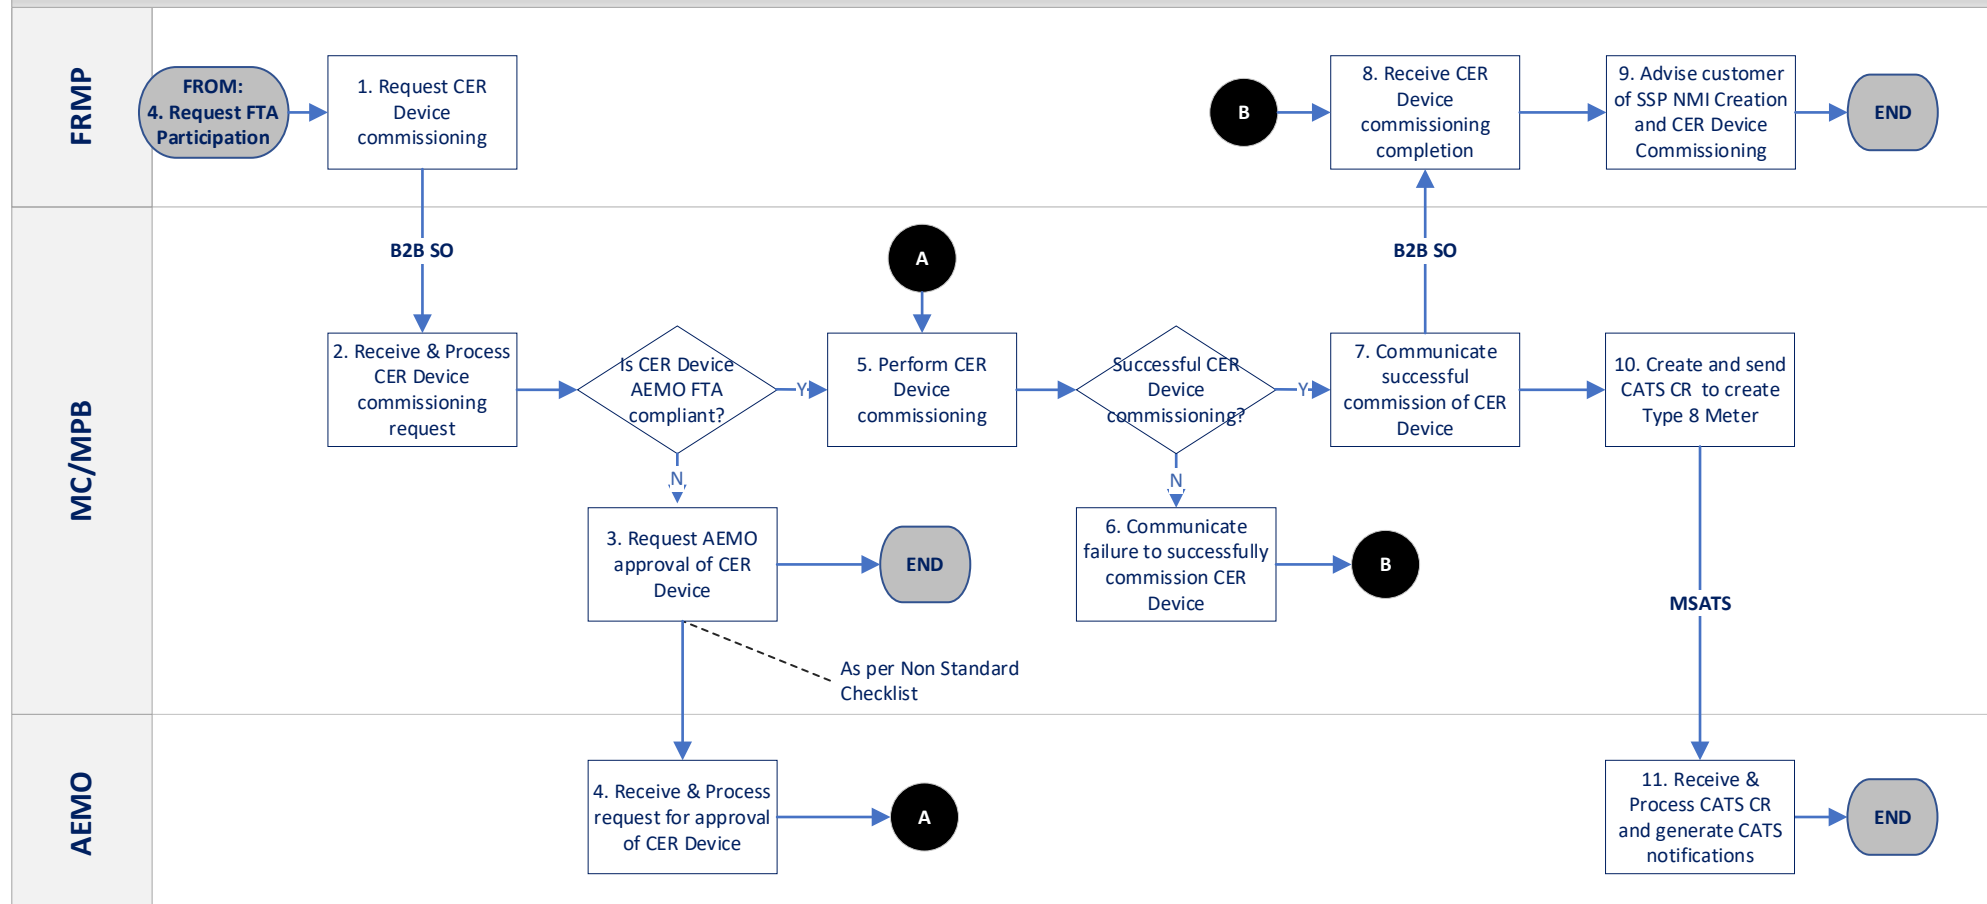 FRMP
FROM:
4. Request FTA
Participation
1. Request CER
Device
commissioning
B
8. Receive CER
Device
commissioning
completion
9. Advise customer
of SSP NMI Creation
and CER Device
Commissioning
END
B2B SO
B2B SO
MC/MPB
A
2. Receive & Process
CER Device
commissioning
request
Is CER Device
AEMO FTA
compliant?
Y
N
5. Perform CER
Device
commissioning
Successful CER
Device
commissioning?
Y
N
7. Communicate
successful
commission of CER
Device
10. Create and send
CATS CR to create
Type 8 Meter
3. Request AEMO
approval of CER
Device
END
6. Communicate
failure to successfully
commission CER
Device
B
MSATS
As per Non Standard
Checklist
AEMO
4. Receive & Process
request for approval
of CER Device
A
11. Receive &
Process CATS CR
and generate CATS
notifications
END